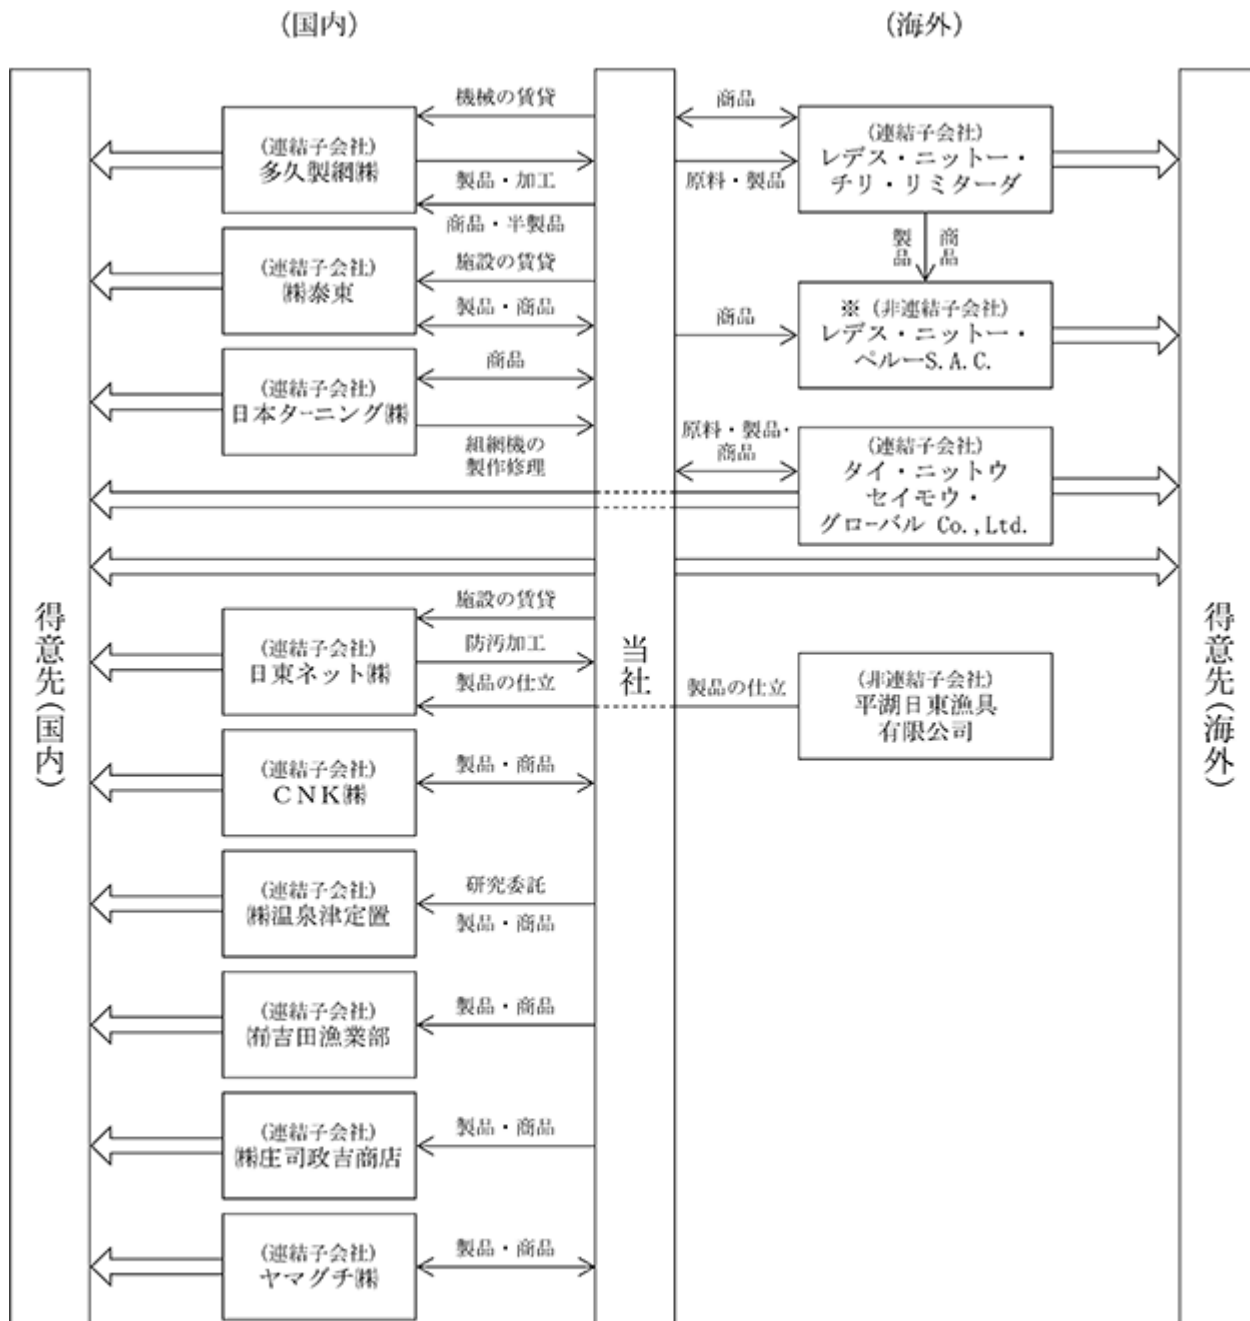 (国内)
(海外)
得意先(国内)
機械の賃貸
(連結子会社)
多久製網㈱
製品・加工
商品・半製品
(連結子会社)
㈱泰東
施設の賃貸
製品・商品
(連結子会社)
日本ターニング㈱
商品
組網機の
製作修理
(連結子会社)
日東ネット㈱
施設の賃貸
防汚加工
製品の仕立
(連結子会社)
CNK㈱
製品・商品
(連結子会社)
㈱温泉津定置
研究委託
製品・商品
(連結子会社)
㈲吉田漁業部
製品・商品
(連結子会社)
㈱庄司政吉商店
製品・商品
(連結子会社)
ヤマグチ㈱
製品・商品
当社
商品
原料・製品
(連結子会社)
レデス・ニットー・
チリ・リミターダ
製品
商品
商品
※(非連結子会社)
レデス・ニットー・
ペルーS.A.C.
原料・製品・
商品
(連結子会社)
タイ・ニットウ
セイモウ・
グローバル Co.,Ltd.
製品の仕立
(非連結子会社)
平湖日東漁具
有限公司
得意先(海外)